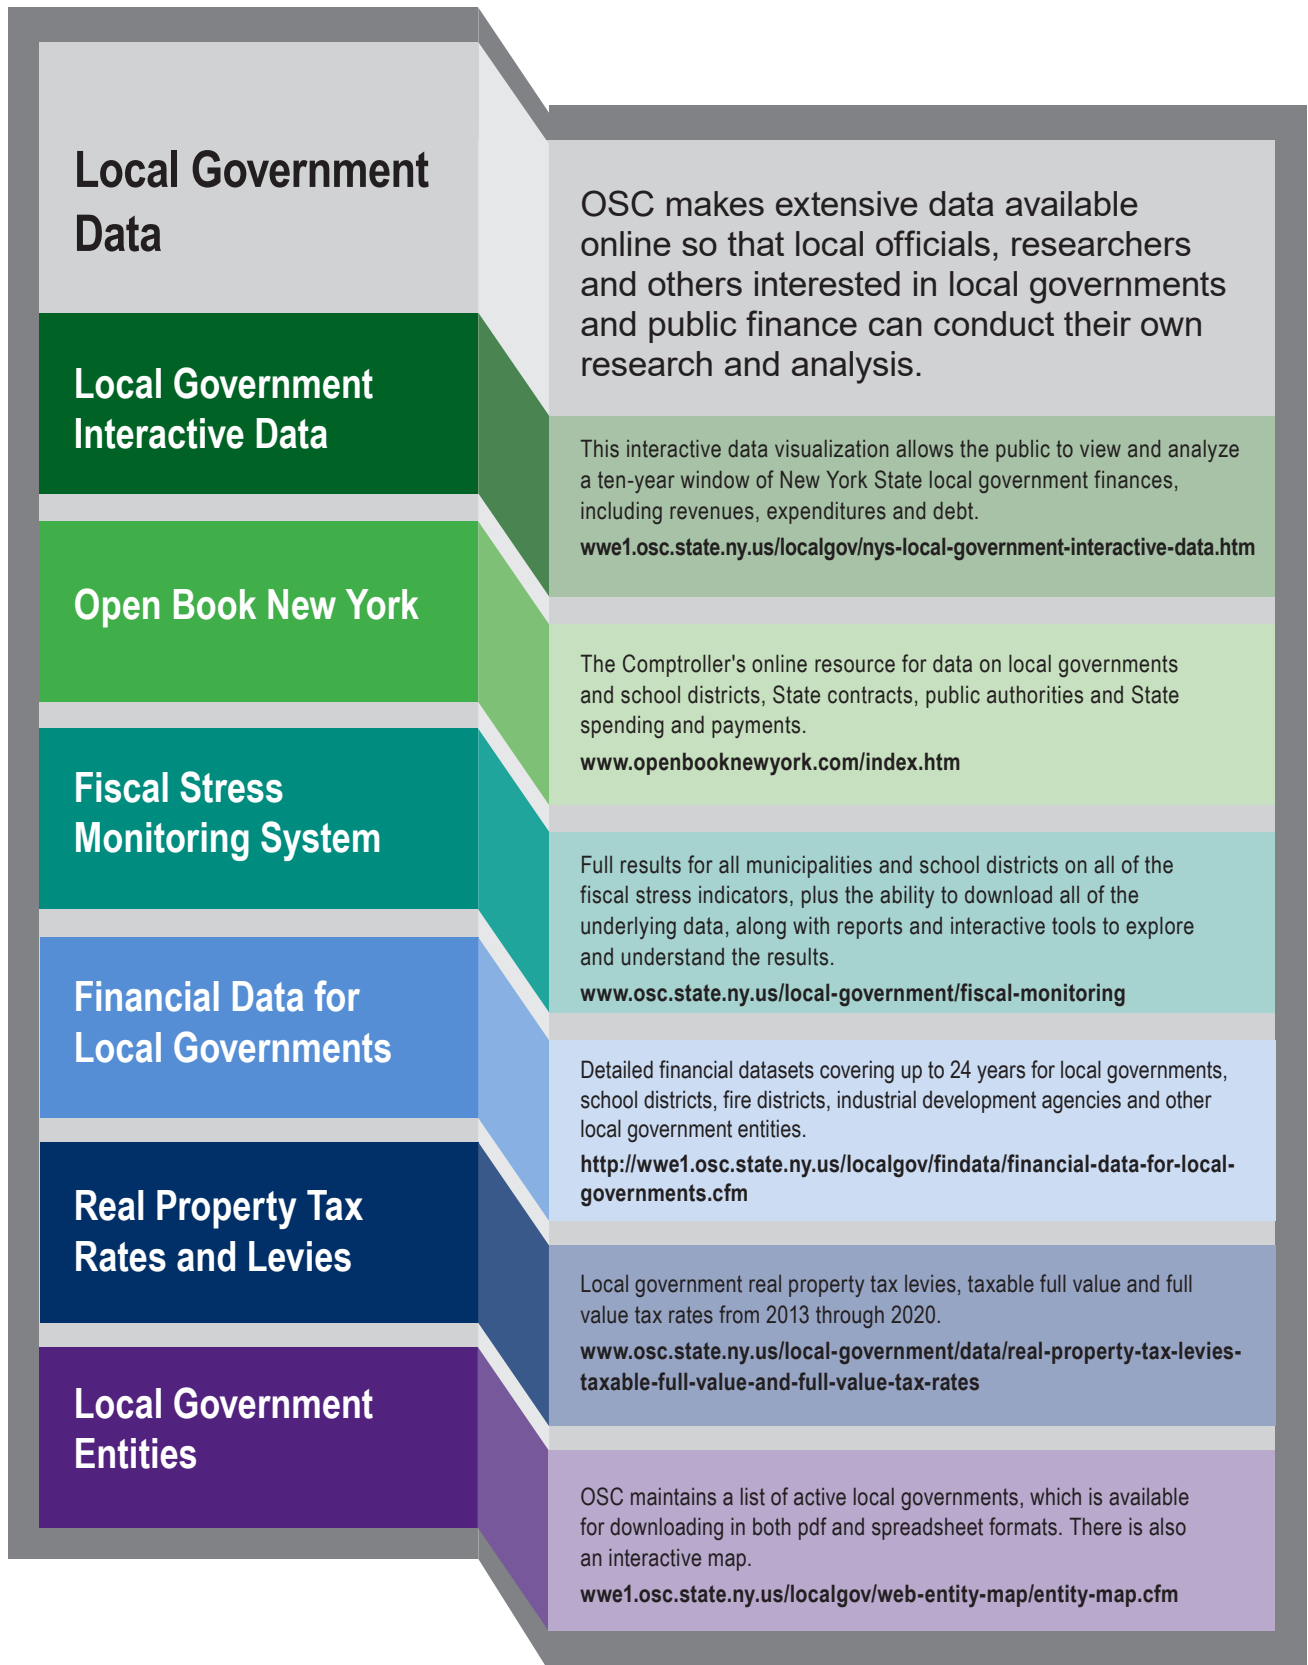 Local Government
Data
OSC makes extensive data available
online so that local officials, researchers
and others interested in local governments
and public finance can conduct their own
research and analysis.
Local Government
Interactive Data
This interactive data visualization allows the public to view and analyze
a ten-year window of New York State local government finances,
including revenues, expenditures and debt.
wwe1.osc.state.ny.us/localgov/nys-local-government-interactive-data.htm
Open Book New York
The Comptroller's online resource for data on local governments
and school districts, State contracts, public authorities and State
spending and payments.
www.openbooknewyork.com/index.htm
Fiscal Stress
Monitoring System
Full results for all municipalities and school districts on all of the
fiscal stress indicators, plus the ability to download all of the
underlying data, along with reports and interactive tools to explore
and understand the results.
www.osc.state.ny.us/local-government/fiscal-monitoring
Financial Data for
Local Governments
Detailed financial datasets covering up to 24 years for local governments,
school districts, fire districts, industrial development agencies and other
local government entities.
http://wwe1.osc.state.ny.us/localgov/findata/financial-data-for-local-
governments.cfm
Real Property Tax
Rates and Levies
Local government real property tax levies, taxable full value and full
value tax rates from 2013 through 2020.
www.osc.state.ny.us/local-government/data/real-property-tax-levies-
taxable-full-value-and-full-value-tax-rates
Local Government
Entities
OSC maintains a list of active local governments, which is available
for downloading in both pdf and spreadsheet formats. There is also
an interactive map.
wwe1.osc.state.ny.us/localgov/web-entity-map/entity-map.cfm